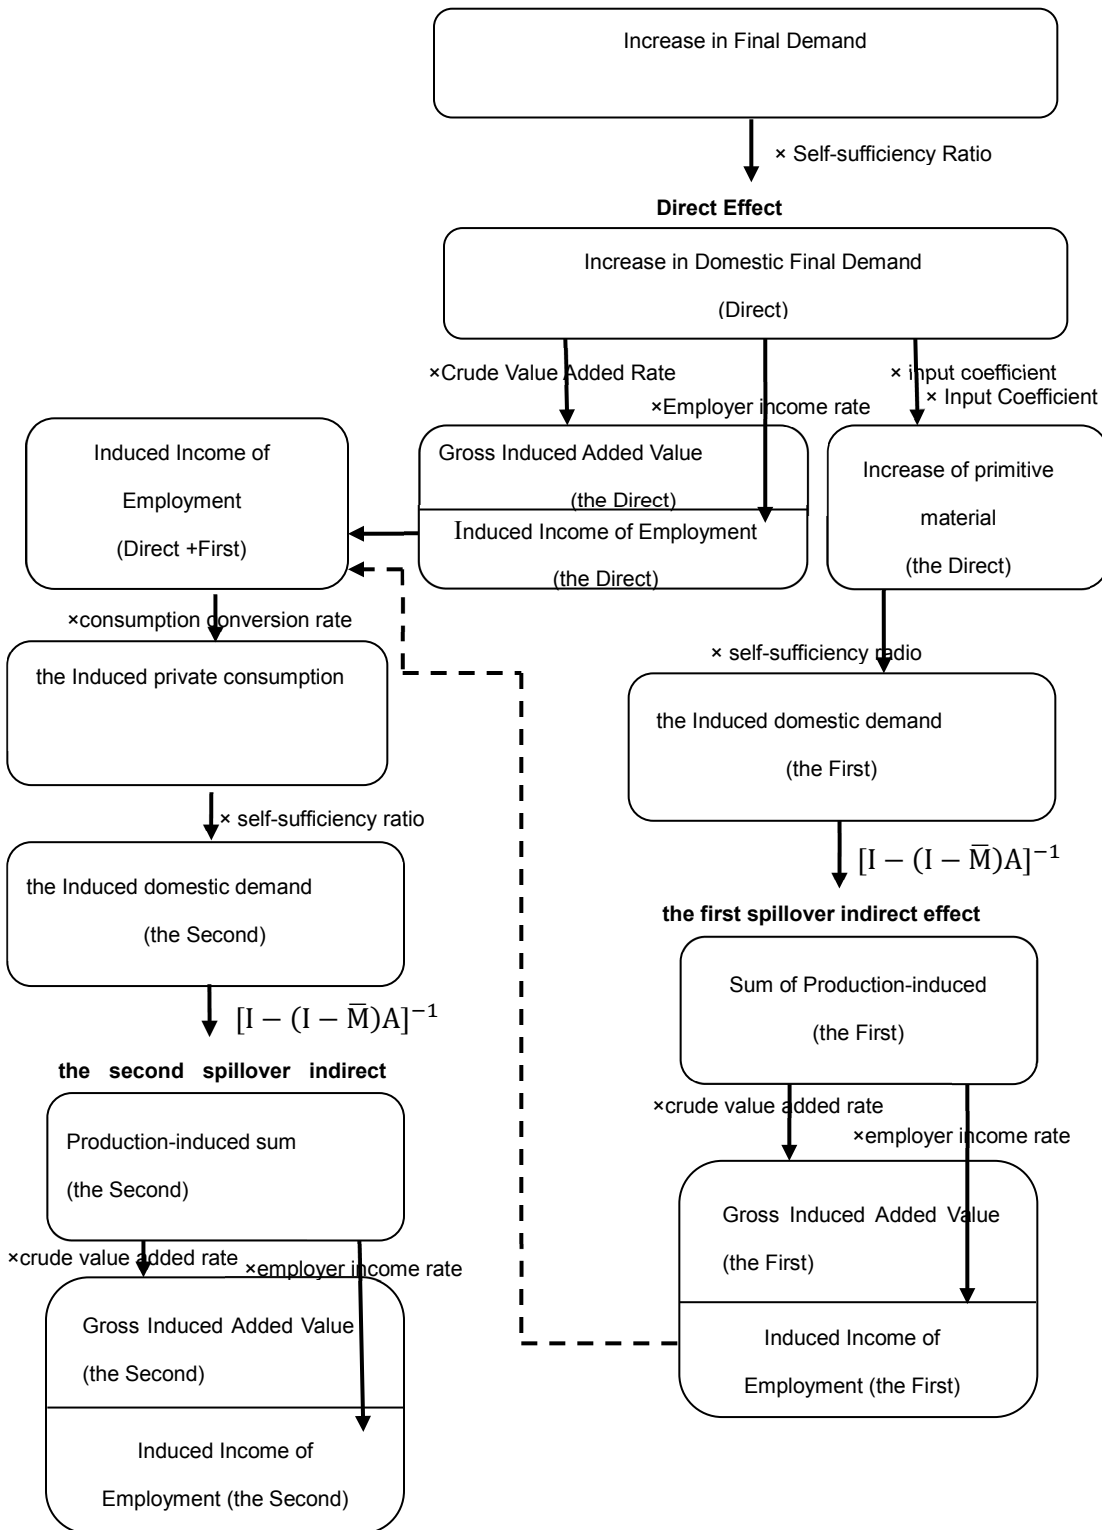 Increase in Final Demand
× Self-sufficiency Ratio
Direct Effect
Increase in Domestic Final Demand
(Direct)
×Crude Value Added Rate
× input coefficient
× Input Coefficient
×Employer income rate
Induced Income of
Employment
(Direct +First)
Gross Induced Added Value
(the Direct)
Induced Income of Employment
(the Direct)
Increase of primitive
material
(the Direct)
×consumption conversion rate
the Induced private consumption
× self-sufficiency radio
the Induced domestic demand
(the First)
× self-sufficiency ratio
the Induced domestic demand
(the Second)
[I − (I − M̅)A]⁻¹
the first spillover indirect effect
Sum of Production-induced
(the First)
[I − (I − M̅)A]⁻¹
the second spillover indirect
Production-induced sum
(the Second)
×crude value added rate
×employer income rate
Gross Induced Added Value
(the First)
Induced Income of
Employment (the First)
×crude value added rate
×employer income rate
Gross Induced Added Value
(the Second)
Induced Income of
Employment (the Second)